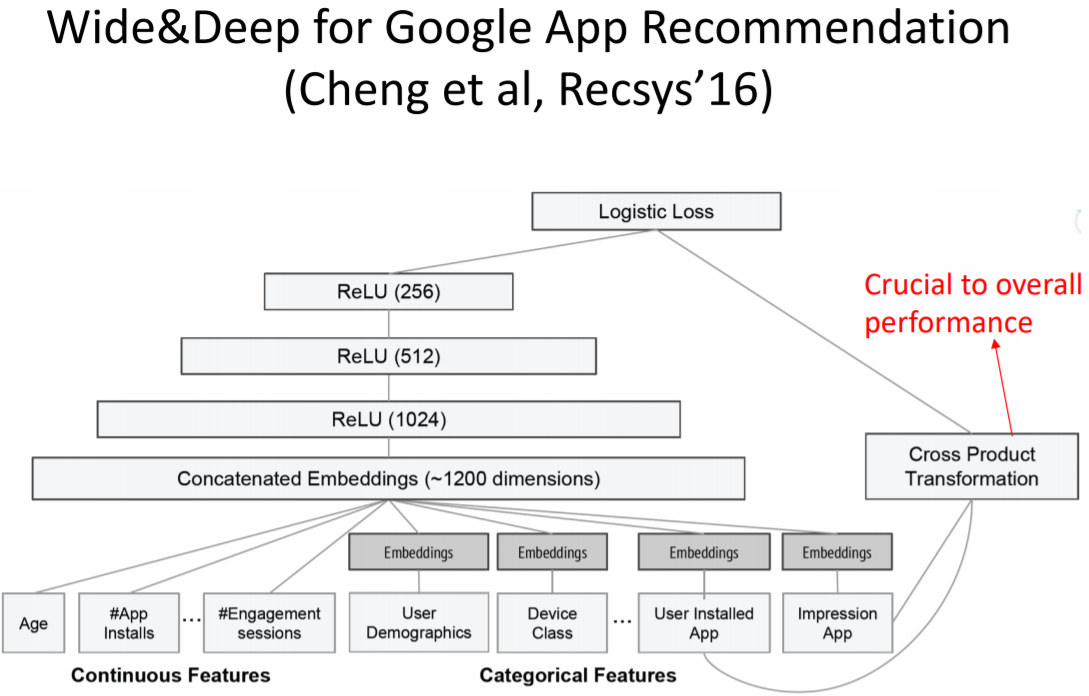 Wide&Deep for Google App Recommendation
(Cheng et al, Recsys’16)
Logistic Loss
ReLU (256)
Crucial to overall
performance
ReLU (512)
ReLU (1024)
Cross Product
Transformation
Concatenated Embeddings (~1200 dimensions)
Embeddings
Embeddings
Embeddings
Embeddings
Age
#App
Installs
...
#Engagement
sessions
User
Demographics
Device
Class
...
User Installed
App
Impression
App
Continuous Features
Categorical Features